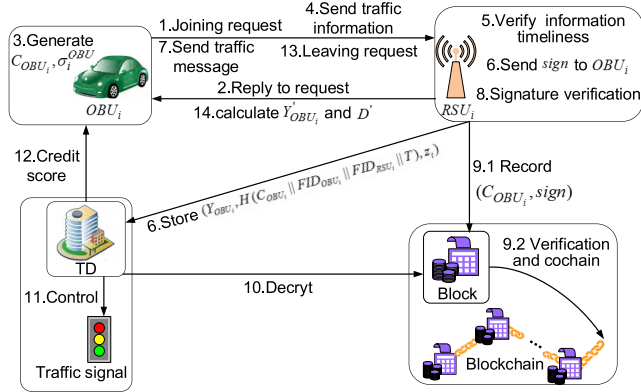 1.Joining request
4.Send traffic
information
3.Generate
C_{OBU_i}, σ_i^{OBU}
7.Send traffic
message
13.Leaving request
5.Verify information
timeliness
6.Send sign to OBU_i
8.Signature verification
OBU_i
2.Reply to request
RSU_i
14.calculate Y'_{OBU_i} and D'
12.Credit
score
6.Store (Y_{OBU_i}, H(C_{OBU_i} || FID_{OBU_i} || FID_{RSU_i} || T), z_i)
9.1 Record
(C_{OBU_i}, sign)
9.2 Verification
and cochain
TD
10.Decryt
Block
11.Control
Traffic signal
Blockchain